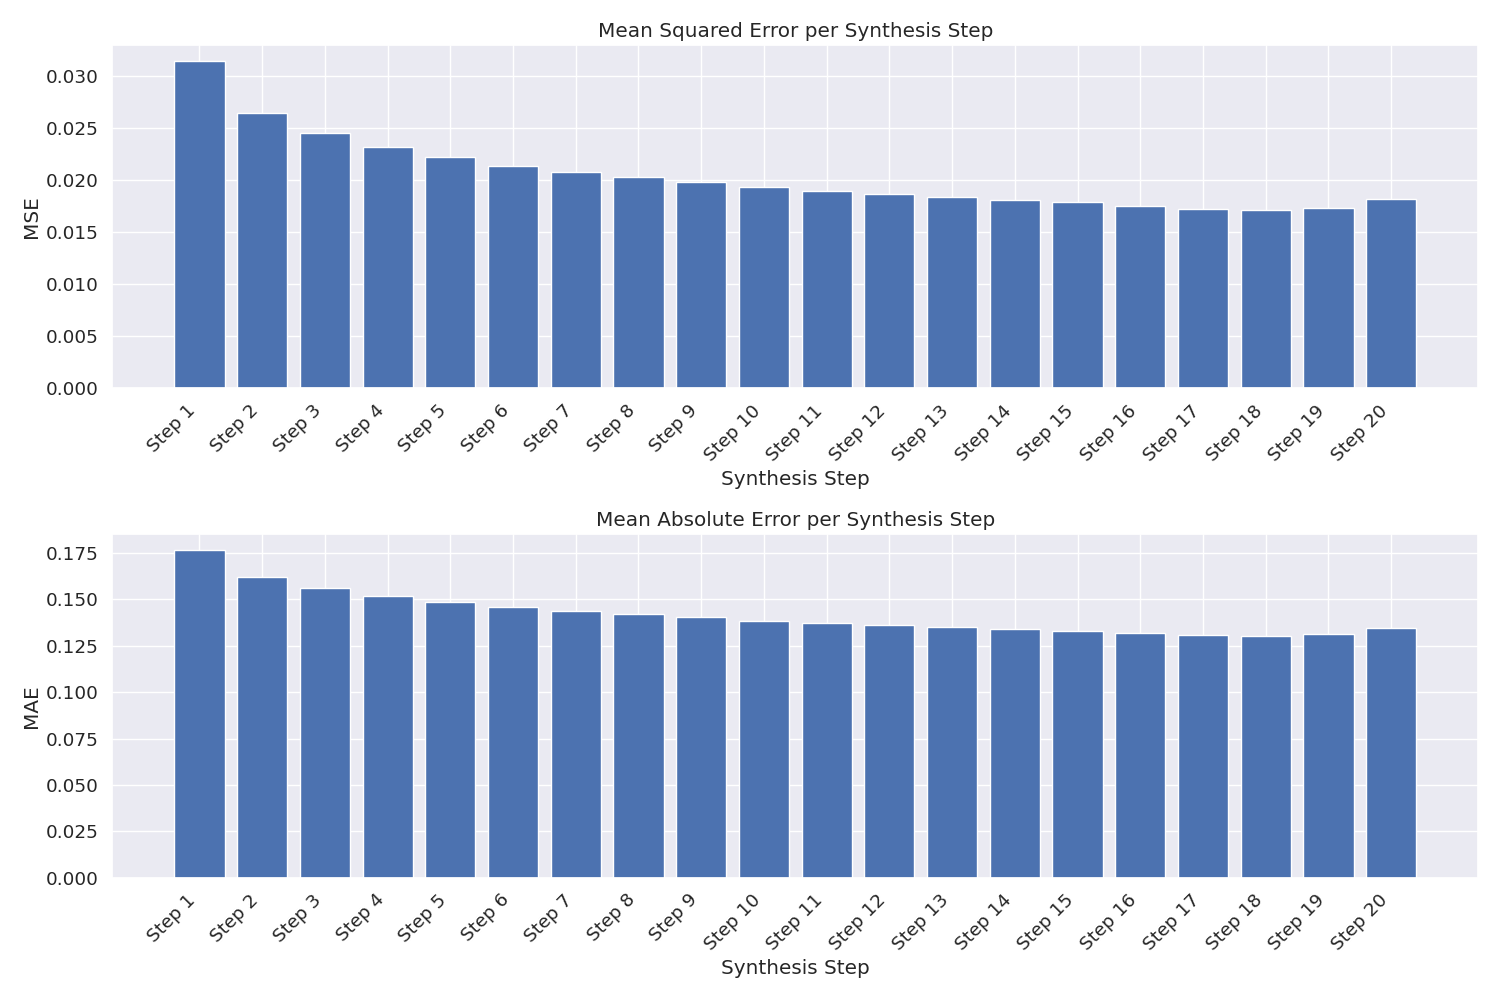 Mean Squared Error per Synthesis Step
0.030
0.025
0.020
0.015
0.010
0.005
0.000
MSE
Step 1
Step 2
Step 3
Step 4
Step 5
Step 6
Step 7
Step 8
Step 9
Step 10
Step 11
Step 12
Step 13
Step 14
Step 15
Step 16
Step 17
Step 18
Step 19
Step 20
Synthesis Step
Mean Absolute Error per Synthesis Step
0.175
0.150
0.125
0.100
0.075
0.050
0.025
0.000
MAE
Step 1
Step 2
Step 3
Step 4
Step 5
Step 6
Step 7
Step 8
Step 9
Step 10
Step 11
Step 12
Step 13
Step 14
Step 15
Step 16
Step 17
Step 18
Step 19
Step 20
Synthesis Step